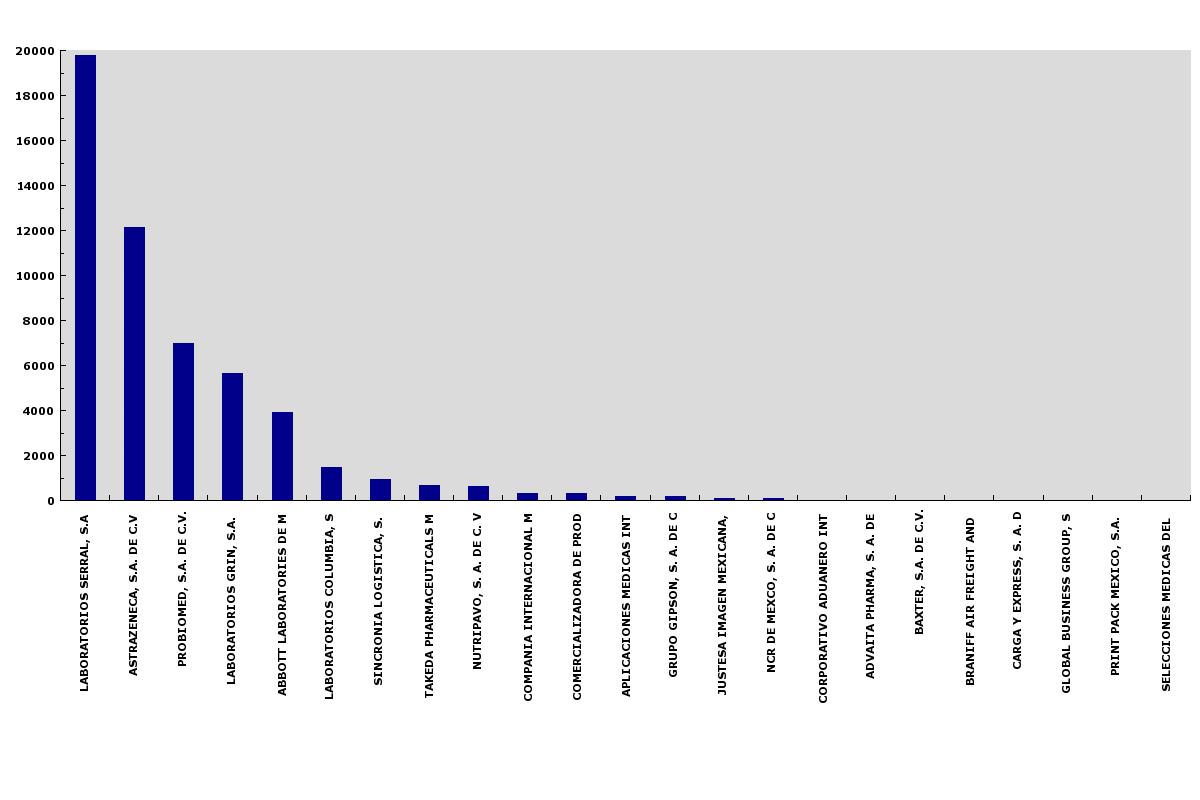 20000
18000
16000
14000
12000
10000
8000
6000
4000
2000
0
LABORATORIOS SERRAL, S.A
ASTRAZENECA, S.A. DE C.V
PROBIOMED, S.A. DE C.V.
LABORATORIOS GRIN, S.A.
ABBOTT LABORATORIES DE M
LABORATORIOS COLUMBIA, S
SINCRONIA LOGISTICA, S.
TAKEDA PHARMACEUTICALS M
NUTRIPAVO, S. A. DE C. V
COMPANIA INTERNACIONAL M
COMERCIALIZADORA DE PROD
APLICACIONES MEDICAS INT
GRUPO GIPSON, S. A. DE C
JUSTESA IMAGEN MEXICANA,
NCR DE MEXCO, S. A. DE C
CORPORATIVO ADUANERO INT
ADVAITA PHARMA, S. A. DE
BAXTER, S.A. DE C.V.
BRANIFF AIR FREIGHT AND
CARGA Y EXPRESS, S. A. D
GLOBAL BUSINESS GROUP, S
PRINT PACK MEXICO, S.A.
SELECCIONES MEDICAS DEL